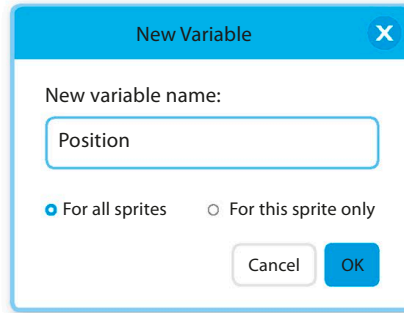 New Variable
X
New variable name:
Position
For all sprites For this sprite only
Cancel OK